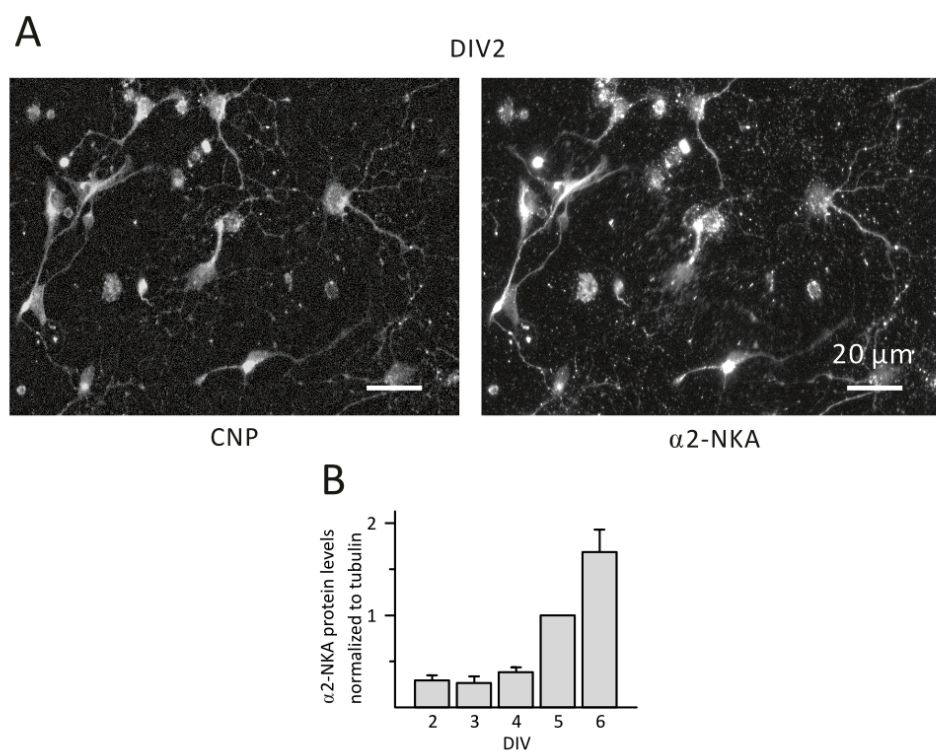 A
DIV2
20 µm
CNP
α2-NKA
B
α2-NKA protein levels
normalized to tubulin
2
1
2 3 4 5 6
DIV